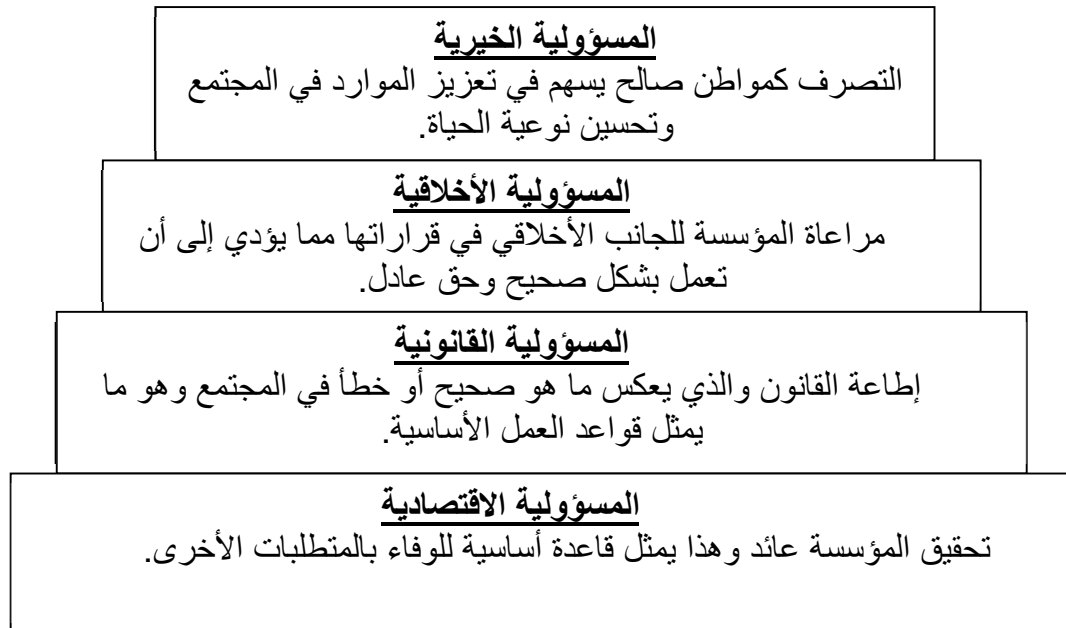 المسؤولية الخيرية
التصرف كمواطن صالح يسهم في تعزيز الموارد في المجتمع
وتحسين نوعية الحياة.
المسؤولية الأخلاقية
مراعاة المؤسسة للجانب الأخلاقي في قراراتها مما يؤدي إلى أن
تعمل بشكل صحيح وحق عادل.
المسؤولية القانونية
إطاعة القانون والذي يعكس ما هو صحيح أو خطأ في المجتمع وهو ما
يمثل قواعد العمل الأساسية.
المسؤولية الاقتصادية
تحقيق المؤسسة عائد وهذا يمثل قاعدة أساسية للوفاء بالمتطلبات الأخرى.